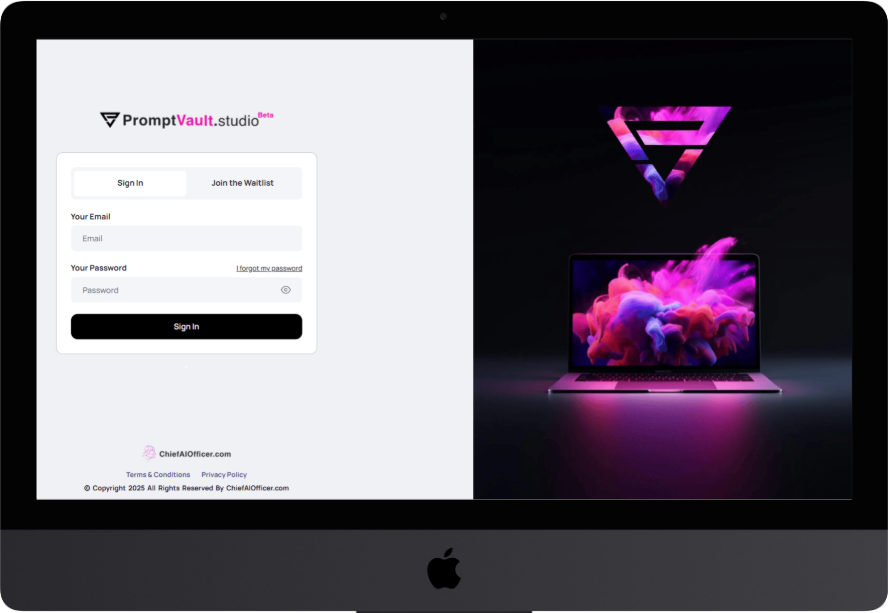 PromptVault.studio Beta
Sign In
Join the Waitlist
Your Email
Email
Your Password
I forgot my password
Password
Sign In
ChiefAIOfficer.com
Terms & Conditions
Privacy Policy
© Copyright 2025 All Rights Reserved By ChiefAIOfficer.com